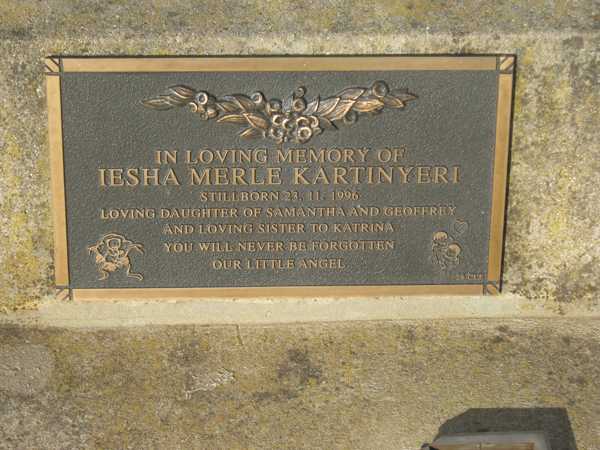 IN LOVING MEMORY OF
IESHA MERLE KARTINYERI
STILLBORN 23. 11. 1996
LOVING DAUGHTER OF SAMANTHA AND GEOFFREY
AND LOVING SISTER TO KATRINA
YOU WILL NEVER BE FORGOTTEN
OUR LITTLE ANGEL